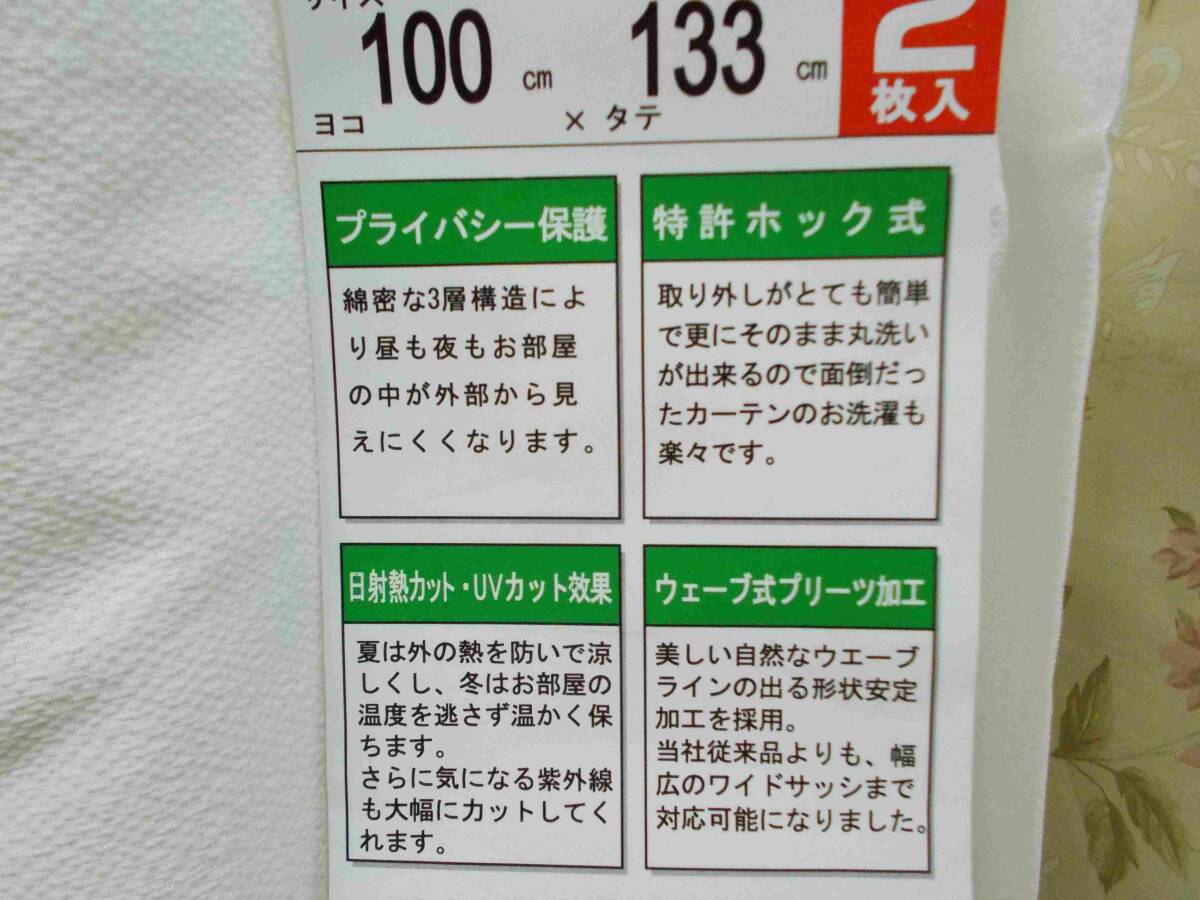 サイズ
100 cm 133 cm
ヨコ × タテ
2
枚入
プライバシー保護
綿密な3層構造によ
り昼も夜もお部屋
の中が外部から見
えにくくなります。
特許ホック式
取り外しがとても簡単
で更にそのまま丸洗い
が出来るので面倒だっ
たカーテンのお洗濯も
楽々です。
日射熱カット・UVカット効果
夏は外の熱を防いで涼
しくし、冬はお部屋の
温度を逃さず温かく保
ちます。
さらに気になる紫外線
も大幅にカットしてく
れます。
ウェーブ式プリーツ加工
美しい自然なウエーブ
ラインの出る形状安定
加工を採用。
当社従来品よりも、幅
広のワイドサッシまで
対応可能になりました。